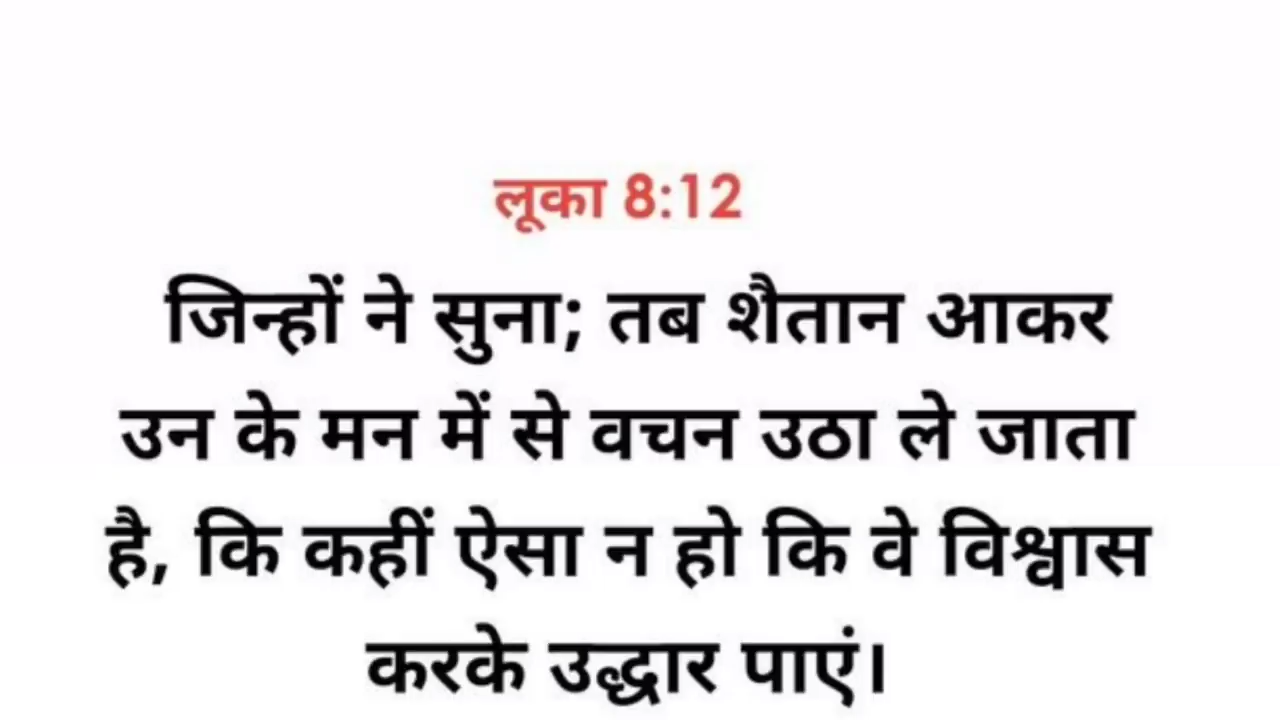 लूका 8:12
जिन्हों ने सुना; तब शैतान आकर
उन के मन में से वचन उठा ले जाता
है, कि कहीं ऐसा न हो कि वे विश्वास
करके उद्धार पाएं।